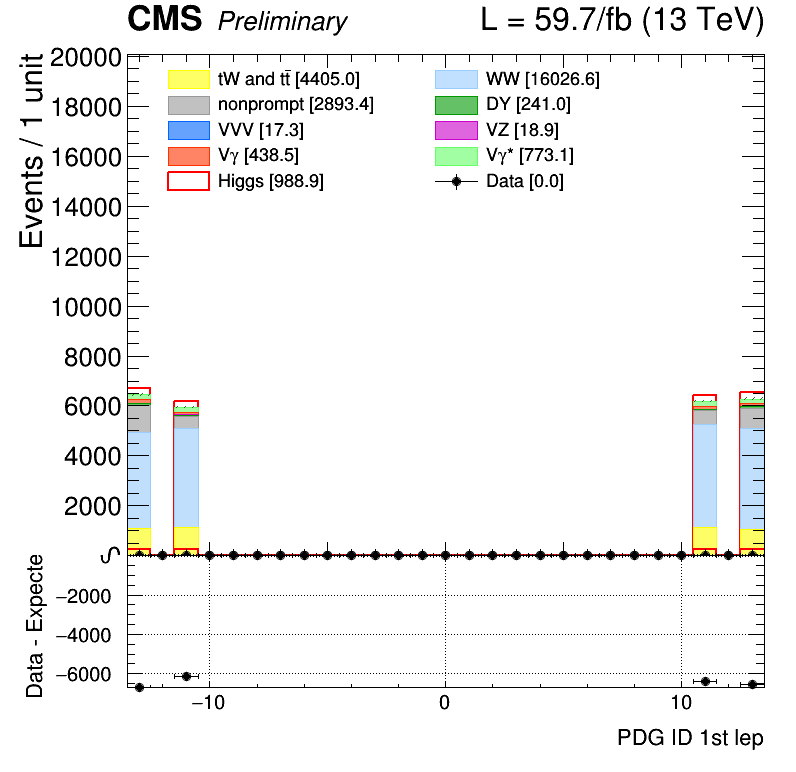 CMS Preliminary L = 59.7/fb (13 TeV)
Events / 1 unit
20000
18000
16000
14000
12000
10000
8000
6000
4000
2000
tW and tt̄ [4405.0] WW [16026.6]
nonprompt [2893.4] DY [241.0]
VVV [17.3] VZ [18.9]
Vγ [438.5] Vγ* [773.1]
Higgs [988.9] Data [0.0]
Data - Expecte
−2000
−4000
−6000
−10 0 10
PDG ID 1st lep